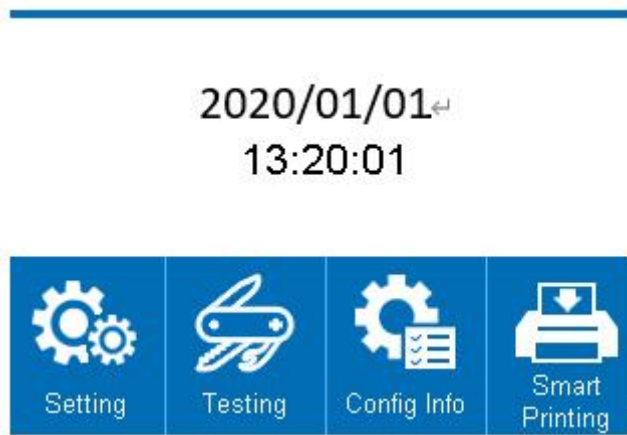 2020/01/01↵
13:20:01
Setting
Testing
Config Info
Smart
Printing